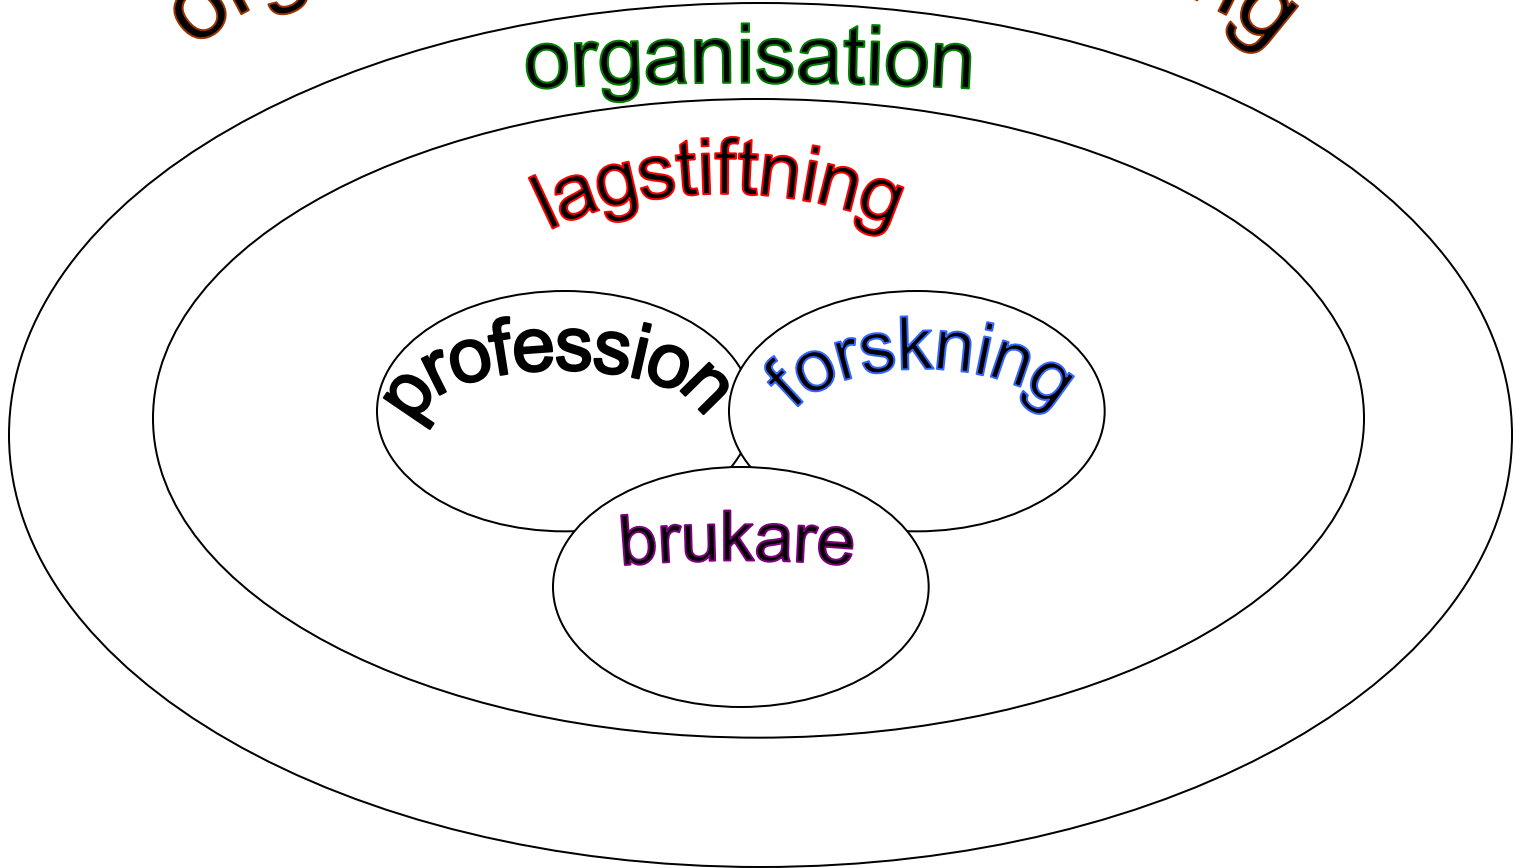 organisation
lagstiftning
profession
forskning
brukare